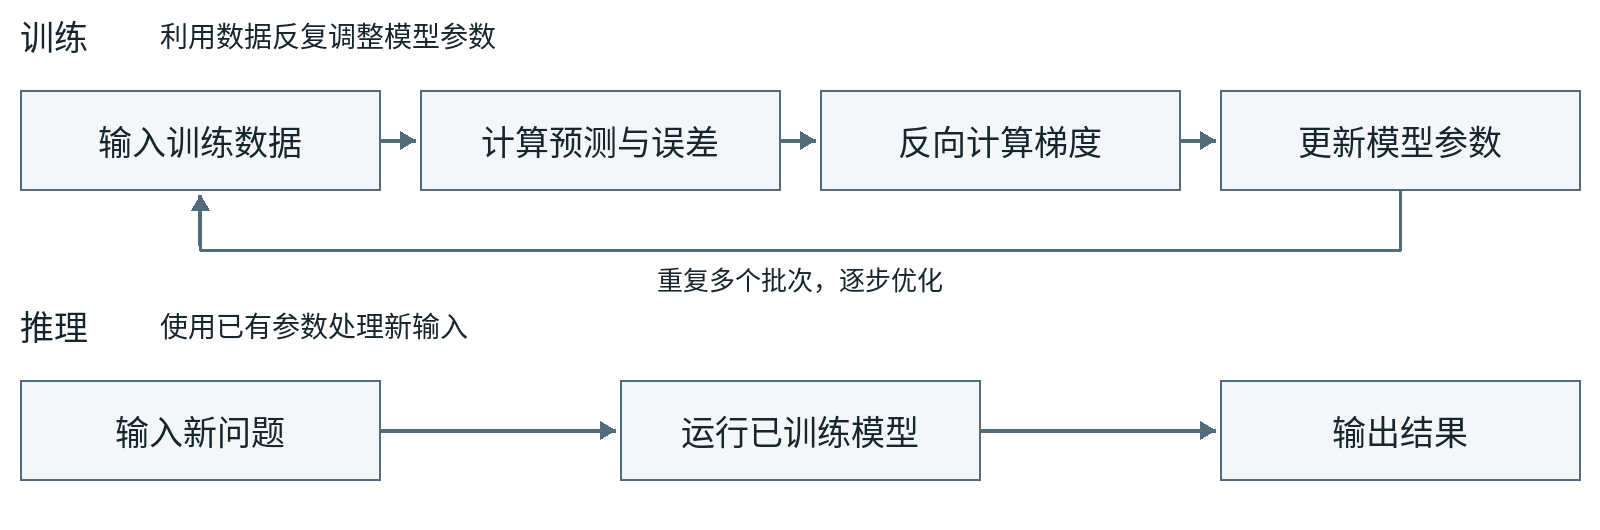 训练
利用数据反复调整模型参数
输入训练数据
计算预测与误差
反向计算梯度
更新模型参数
重复多个批次，逐步优化
推理
使用已有参数处理新输入
输入新问题
运行已训练模型
输出结果